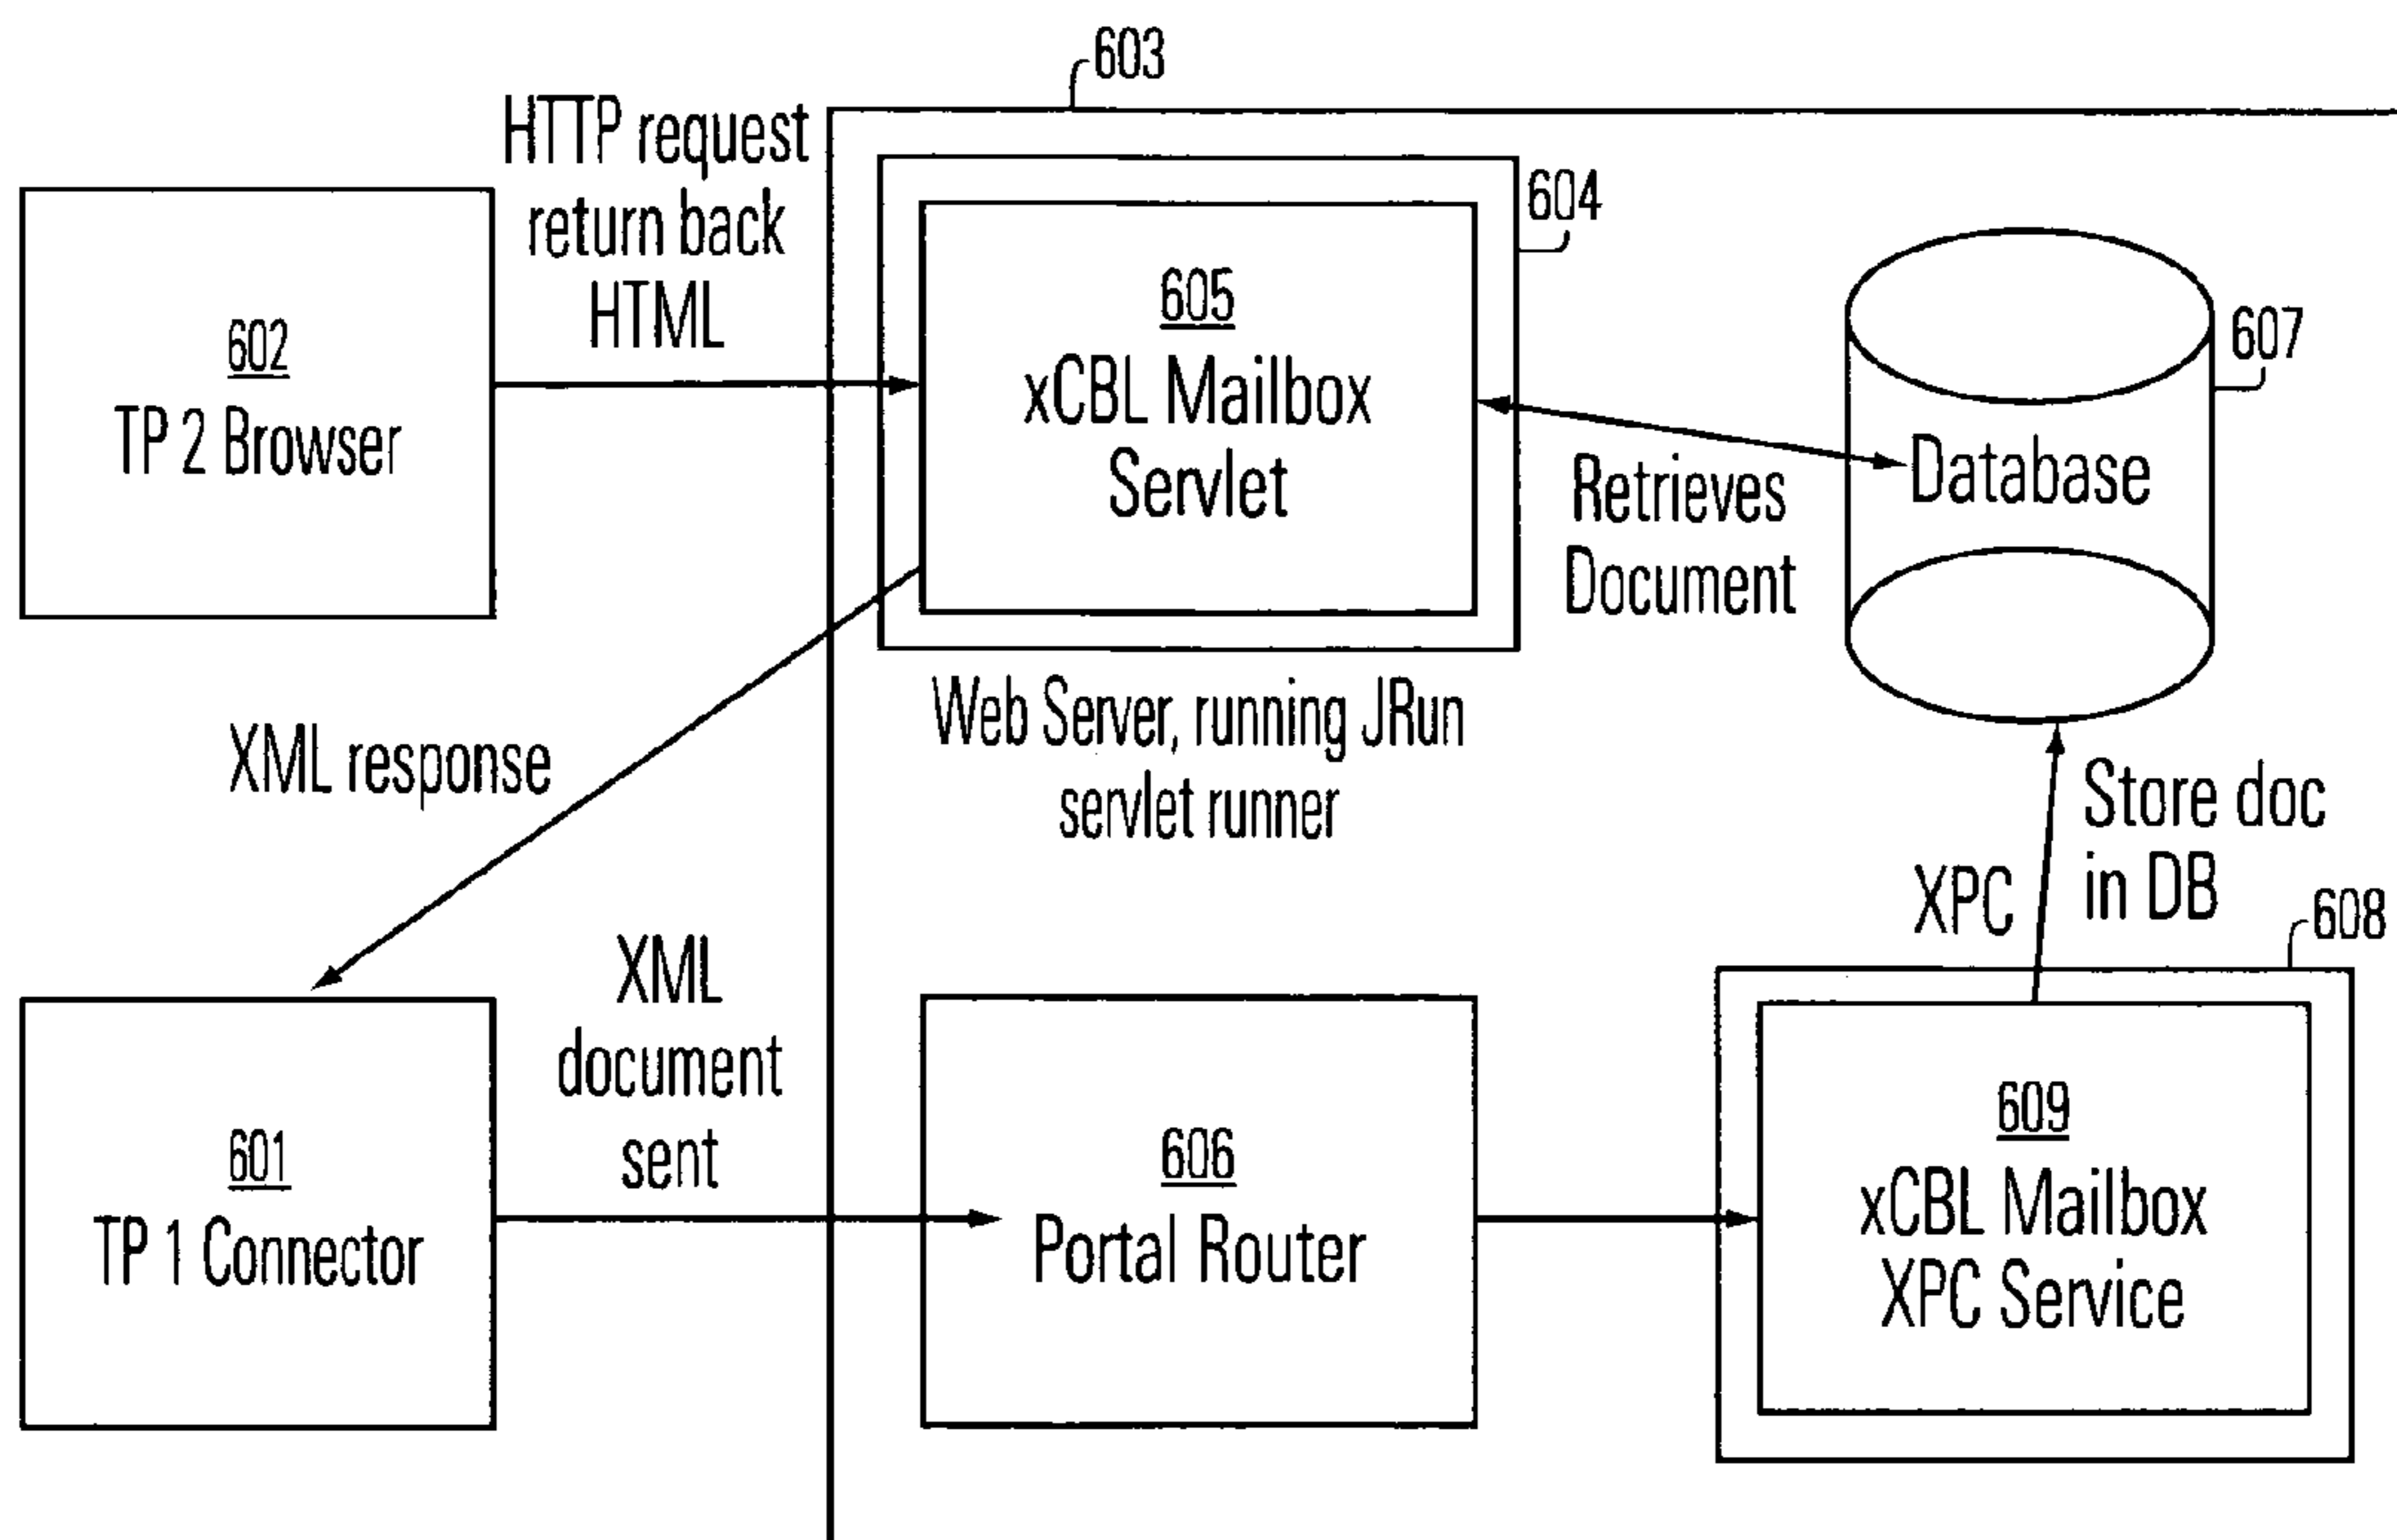 603
HTTP request
return back
HTML
604
602
TP 2 Browser
605
xCBL Mailbox
Servlet
607
Database
Retrieves
Document
Web Server, running JRun
servlet runner
XML response
Store doc
in DB
XPC
608
XML
document
sent
601
TP 1 Connector
606
Portal Router
609
xCBL Mailbox
XPC Service